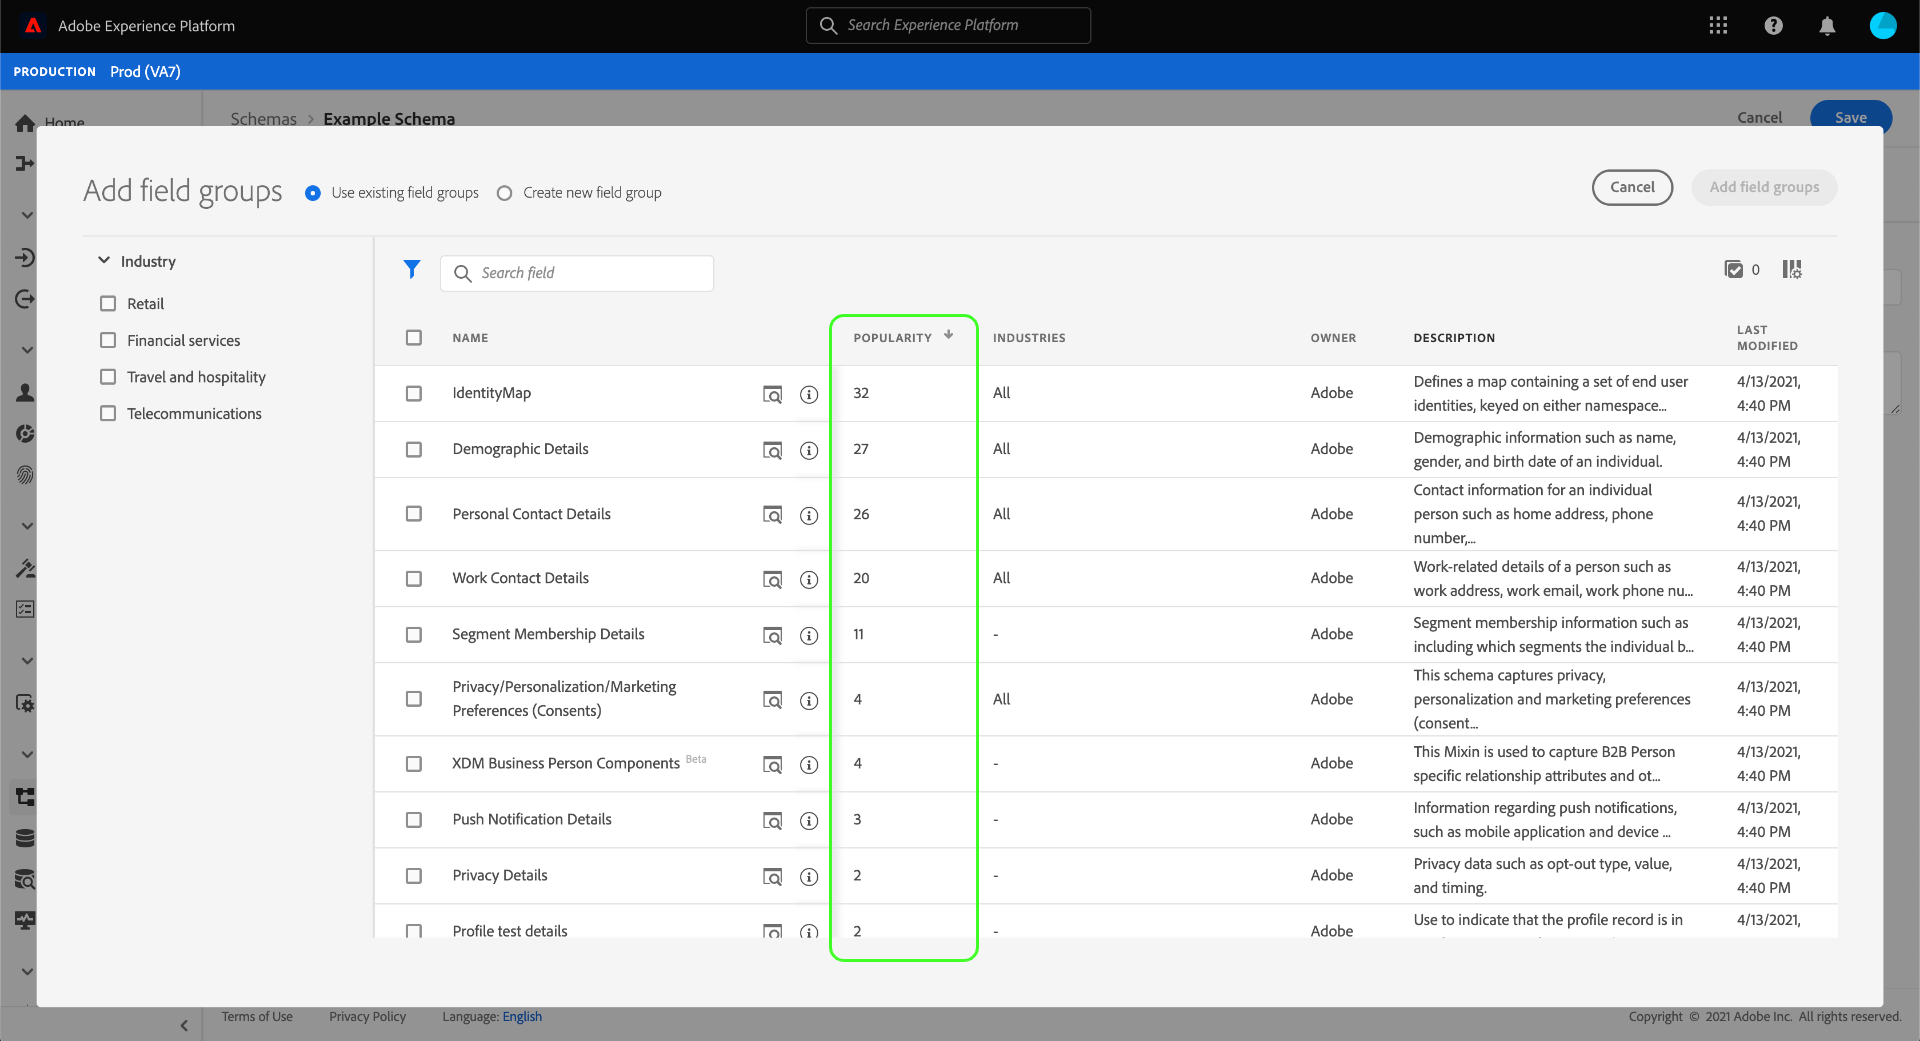 Adobe Experience Platform
Search Experience Platform
PRODUCTION Prod (VA7)
Home
Schemas > Example Schema
Cancel
Save
Add field groups
Use existing field groups
Create new field group
Cancel
Add field groups
Industry
Retail
Financial services
Travel and hospitality
Telecommunications
Search field
0
NAME
POPULARITY
INDUSTRIES
OWNER
DESCRIPTION
LAST
MODIFIED
IdentityMap
32
All
Adobe
Defines a map containing a set of end user
identities, keyed on either namespace...
4/13/2021,
4:40 PM
Demographic Details
27
All
Adobe
Demographic information such as name,
gender, and birth date of an individual.
4/13/2021,
4:40 PM
Personal Contact Details
26
All
Adobe
Contact information for an individual
person such as home address, phone
number,...
4/13/2021,
4:40 PM
Work Contact Details
20
All
Adobe
Work-related details of a person such as
work address, work email, work phone nu...
4/13/2021,
4:40 PM
Segment Membership Details
11
-
Adobe
Segment membership information such as
including which segments the individual b...
4/13/2021,
4:40 PM
Privacy/Personalization/Marketing
Preferences (Consents)
4
All
Adobe
This schema captures privacy,
personalization and marketing preferences
(consent...
4/13/2021,
4:40 PM
XDM Business Person Components Beta
4
-
Adobe
This Mixin is used to capture B2B Person
specific relationship attributes and ot...
4/13/2021,
4:40 PM
Push Notification Details
3
-
Adobe
Information regarding push notifications,
such as mobile application and device ...
4/13/2021,
4:40 PM
Privacy Details
2
-
Adobe
Privacy data such as opt-out type, value,
and timing.
4/13/2021,
4:40 PM
Profile test details
2
-
Adobe
Use to indicate that the profile record is in
4/13/2021,
Terms of Use
Privacy Policy
Language: English
Copyright © 2021 Adobe Inc. All rights reserved.